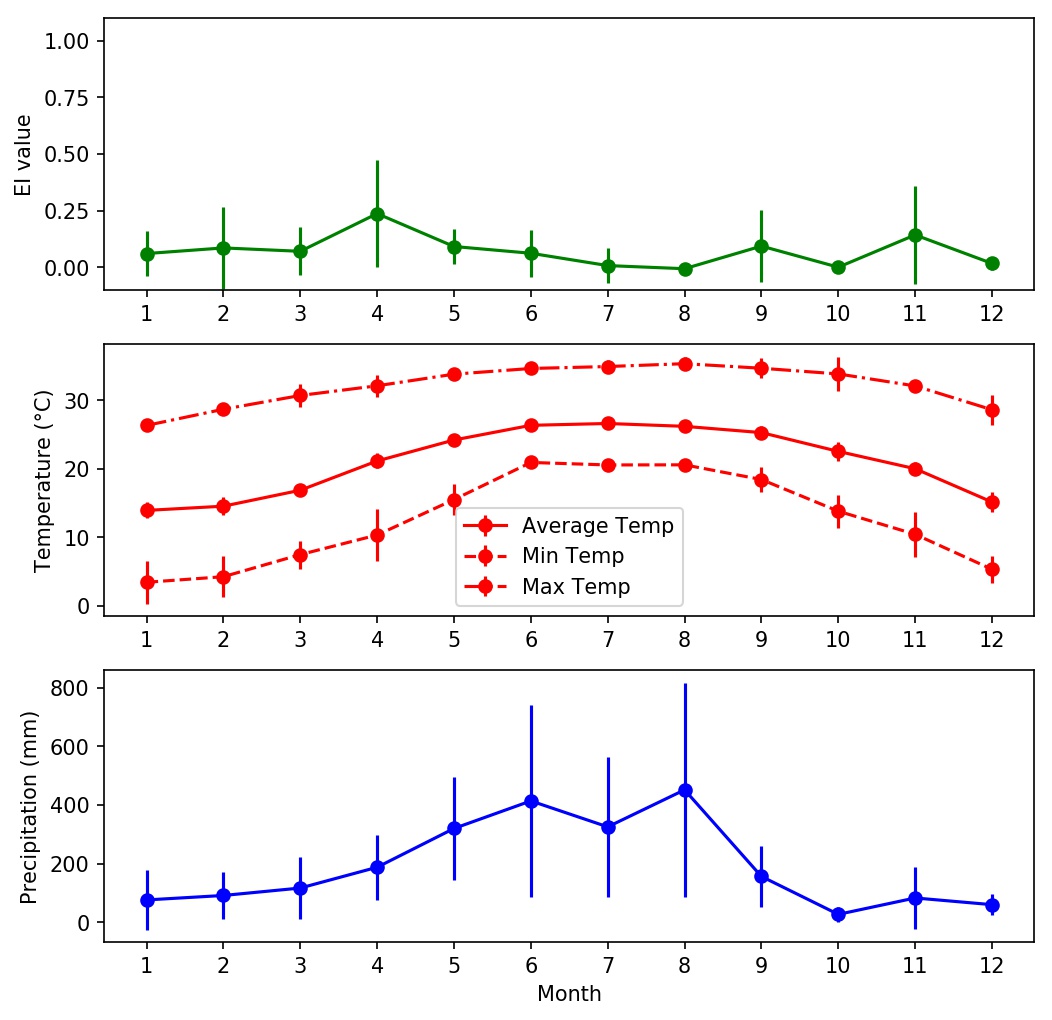 EI value
1.00
0.75
0.50
0.25
0.00
1 2 3 4 5 6 7 8 9 10 11 12
Temperature (°C)
30
20
10
0
Average Temp
Min Temp
Max Temp
1 2 3 4 5 6 7 8 9 10 11 12
Precipitation (mm)
800
600
400
200
0
1 2 3 4 5 6 7 8 9 10 11 12
Month